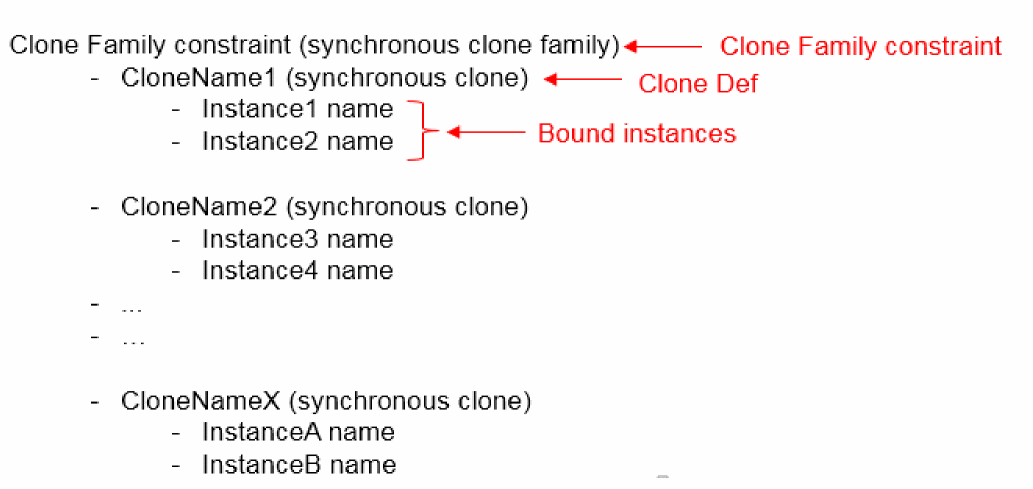 Clone Family constraint (synchronous clone family) Clone Family constraint
- CloneName1 (synchronous clone) Clone Def
- Instance1 name
- Instance2 name
Bound instances
- CloneName2 (synchronous clone)
- Instance3 name
- Instance4 name
- ...
- ...
- CloneNameX (synchronous clone)
- InstanceA name
- InstanceB name